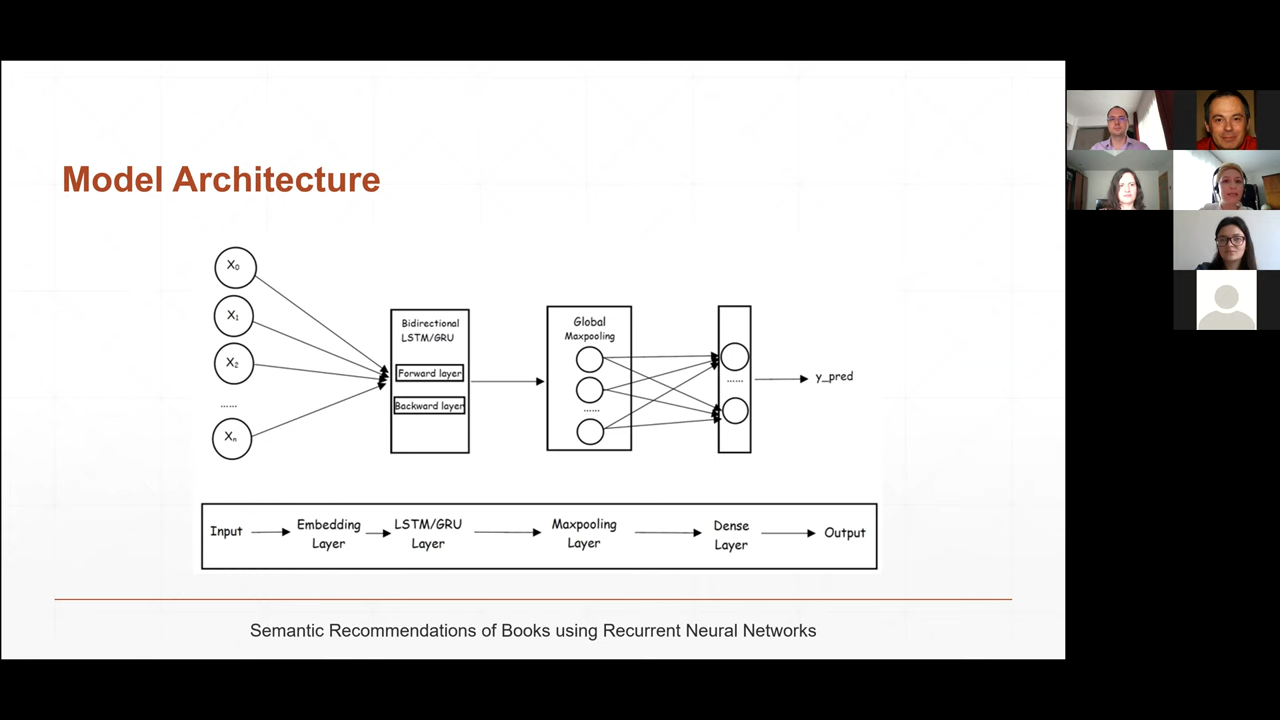 Model Architecture
X0
X1
X2
......
Xn
Bidirectional
LSTM/GRU
Forward layer
Backward layer
Global
Maxpooling
......
......
y_pred
Input
Embedding
Layer
LSTM/GRU
Layer
Maxpooling
Layer
Dense
Layer
Output
Semantic Recommendations of Books using Recurrent Neural Networks